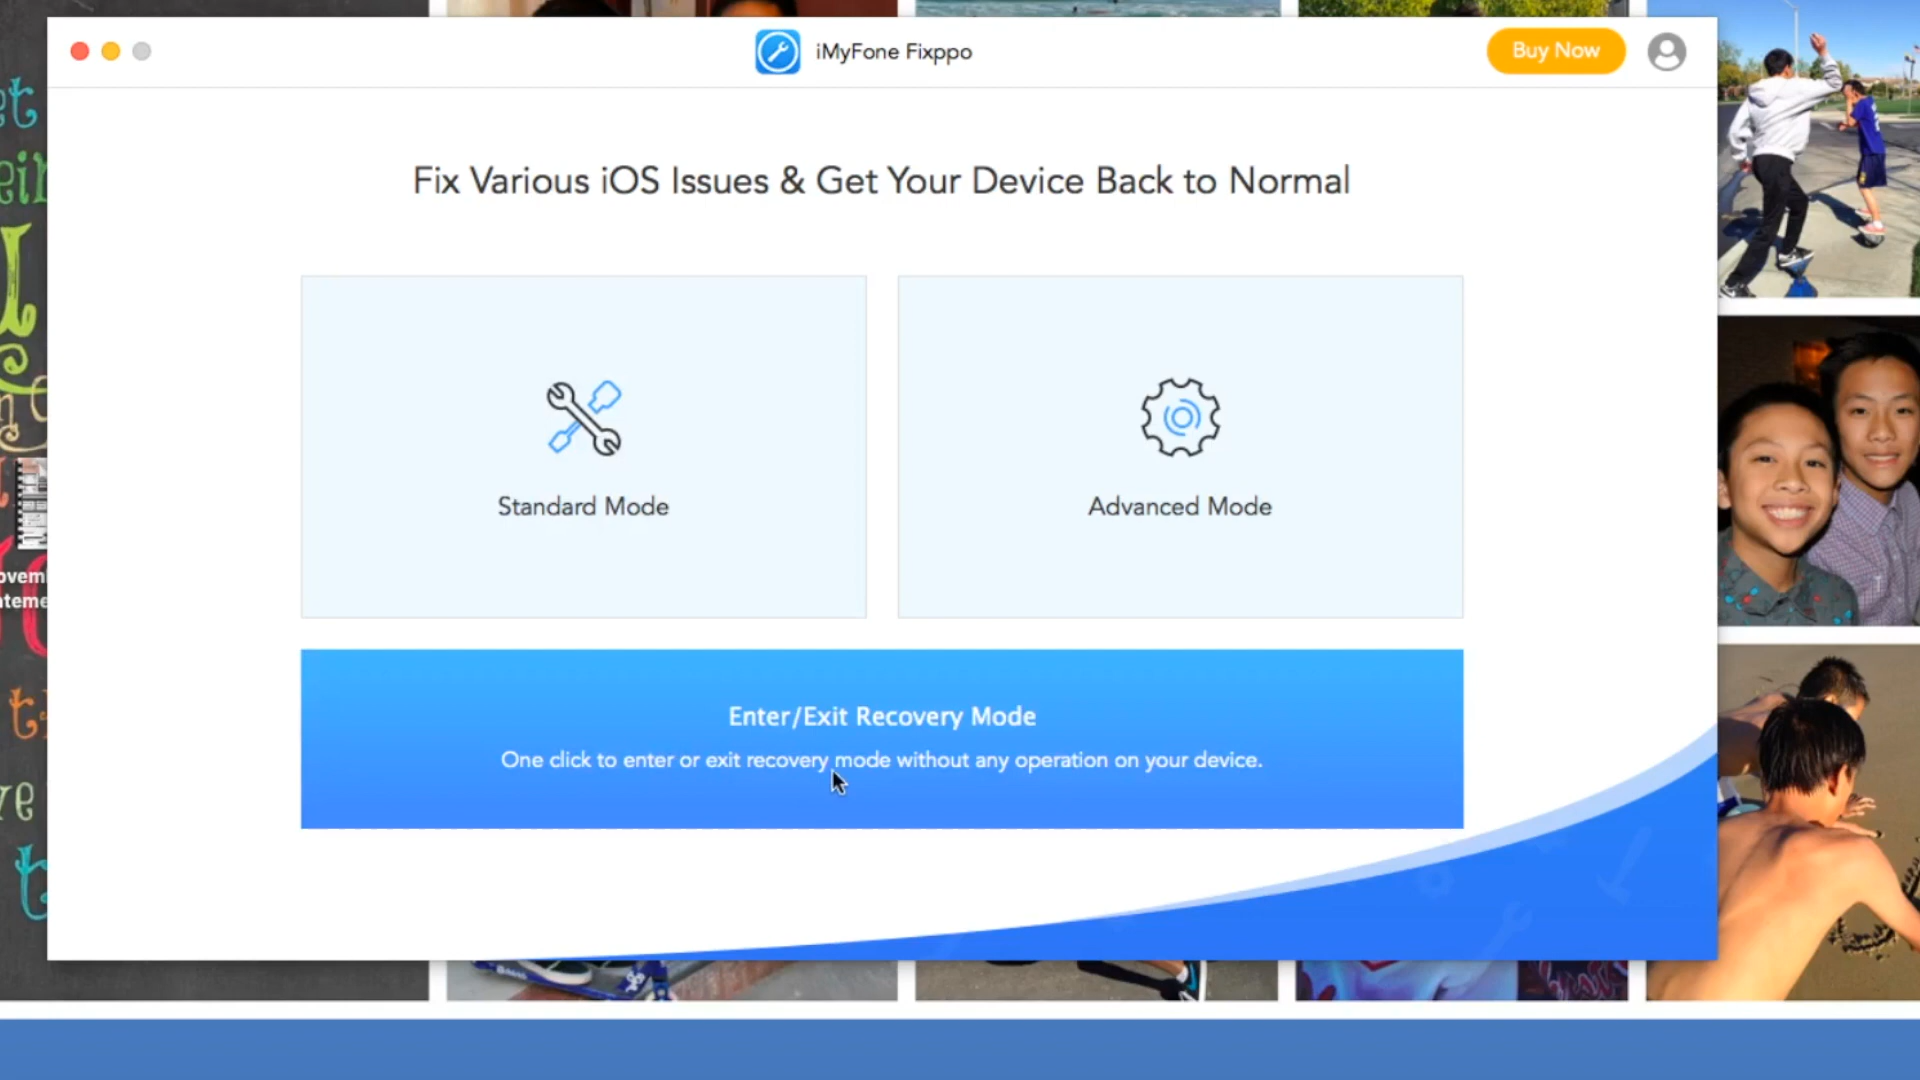 iMyFone Fixppo
Buy Now
Fix Various iOS Issues & Get Your Device Back to Normal
Standard Mode
Advanced Mode
Enter/Exit Recovery Mode
One click to enter or exit recovery mode without any operation on your device.